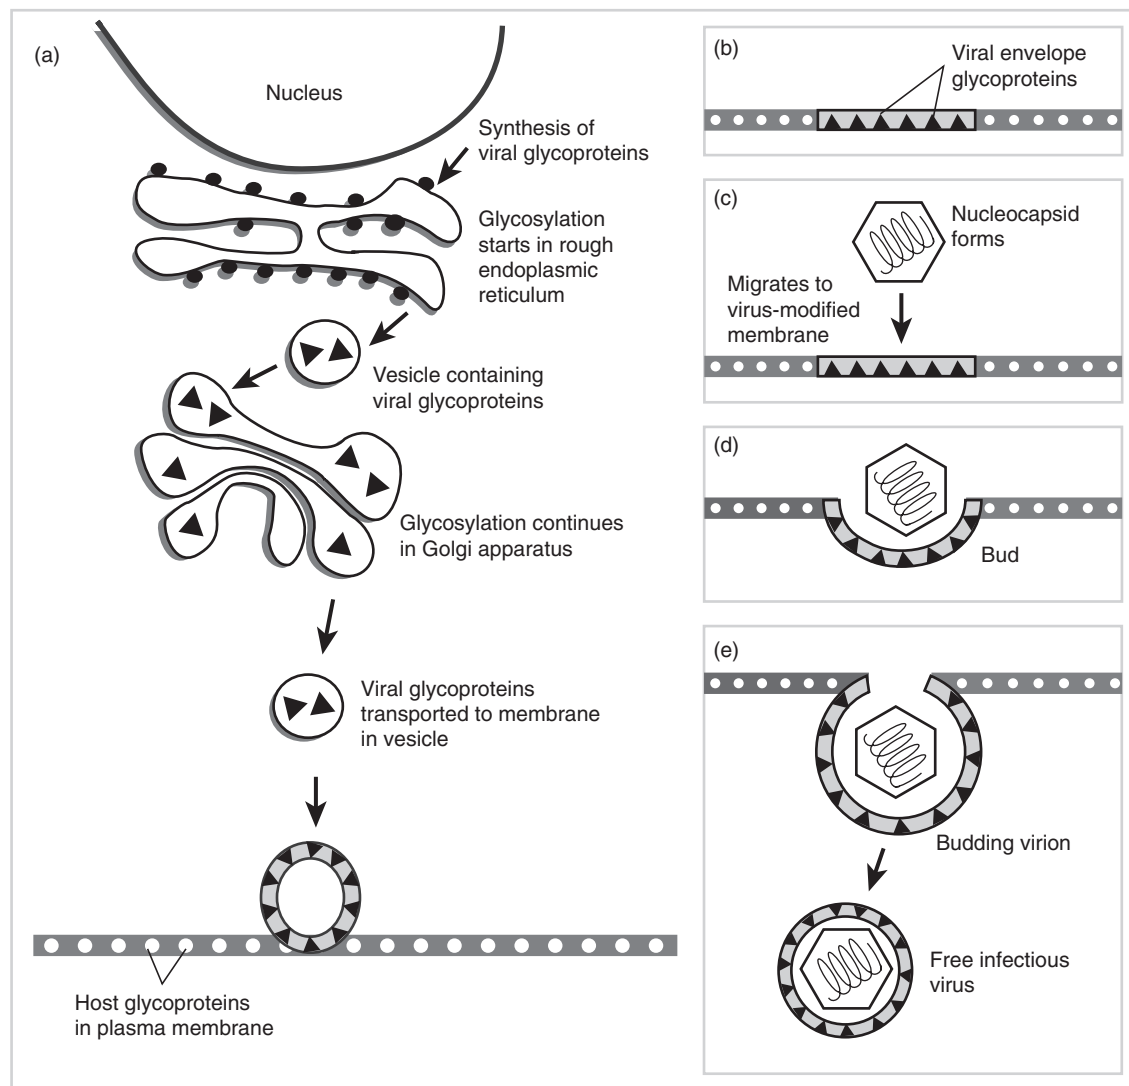 (a)
Nucleus
Synthesis of
viral glycoproteins
Glycosylation
starts in rough
endoplasmic
reticulum
Vesicle containing
viral glycoproteins
Glycosylation continues
in Golgi apparatus
Viral glycoproteins
transported to membrane
in vesicle
Host glycoproteins
in plasma membrane
(b)
Viral envelope
glycoproteins
(c)
Nucleocapsid
forms
Migrates to
virus-modified
membrane
(d)
Bud
(e)
Budding virion
Free infectious
virus